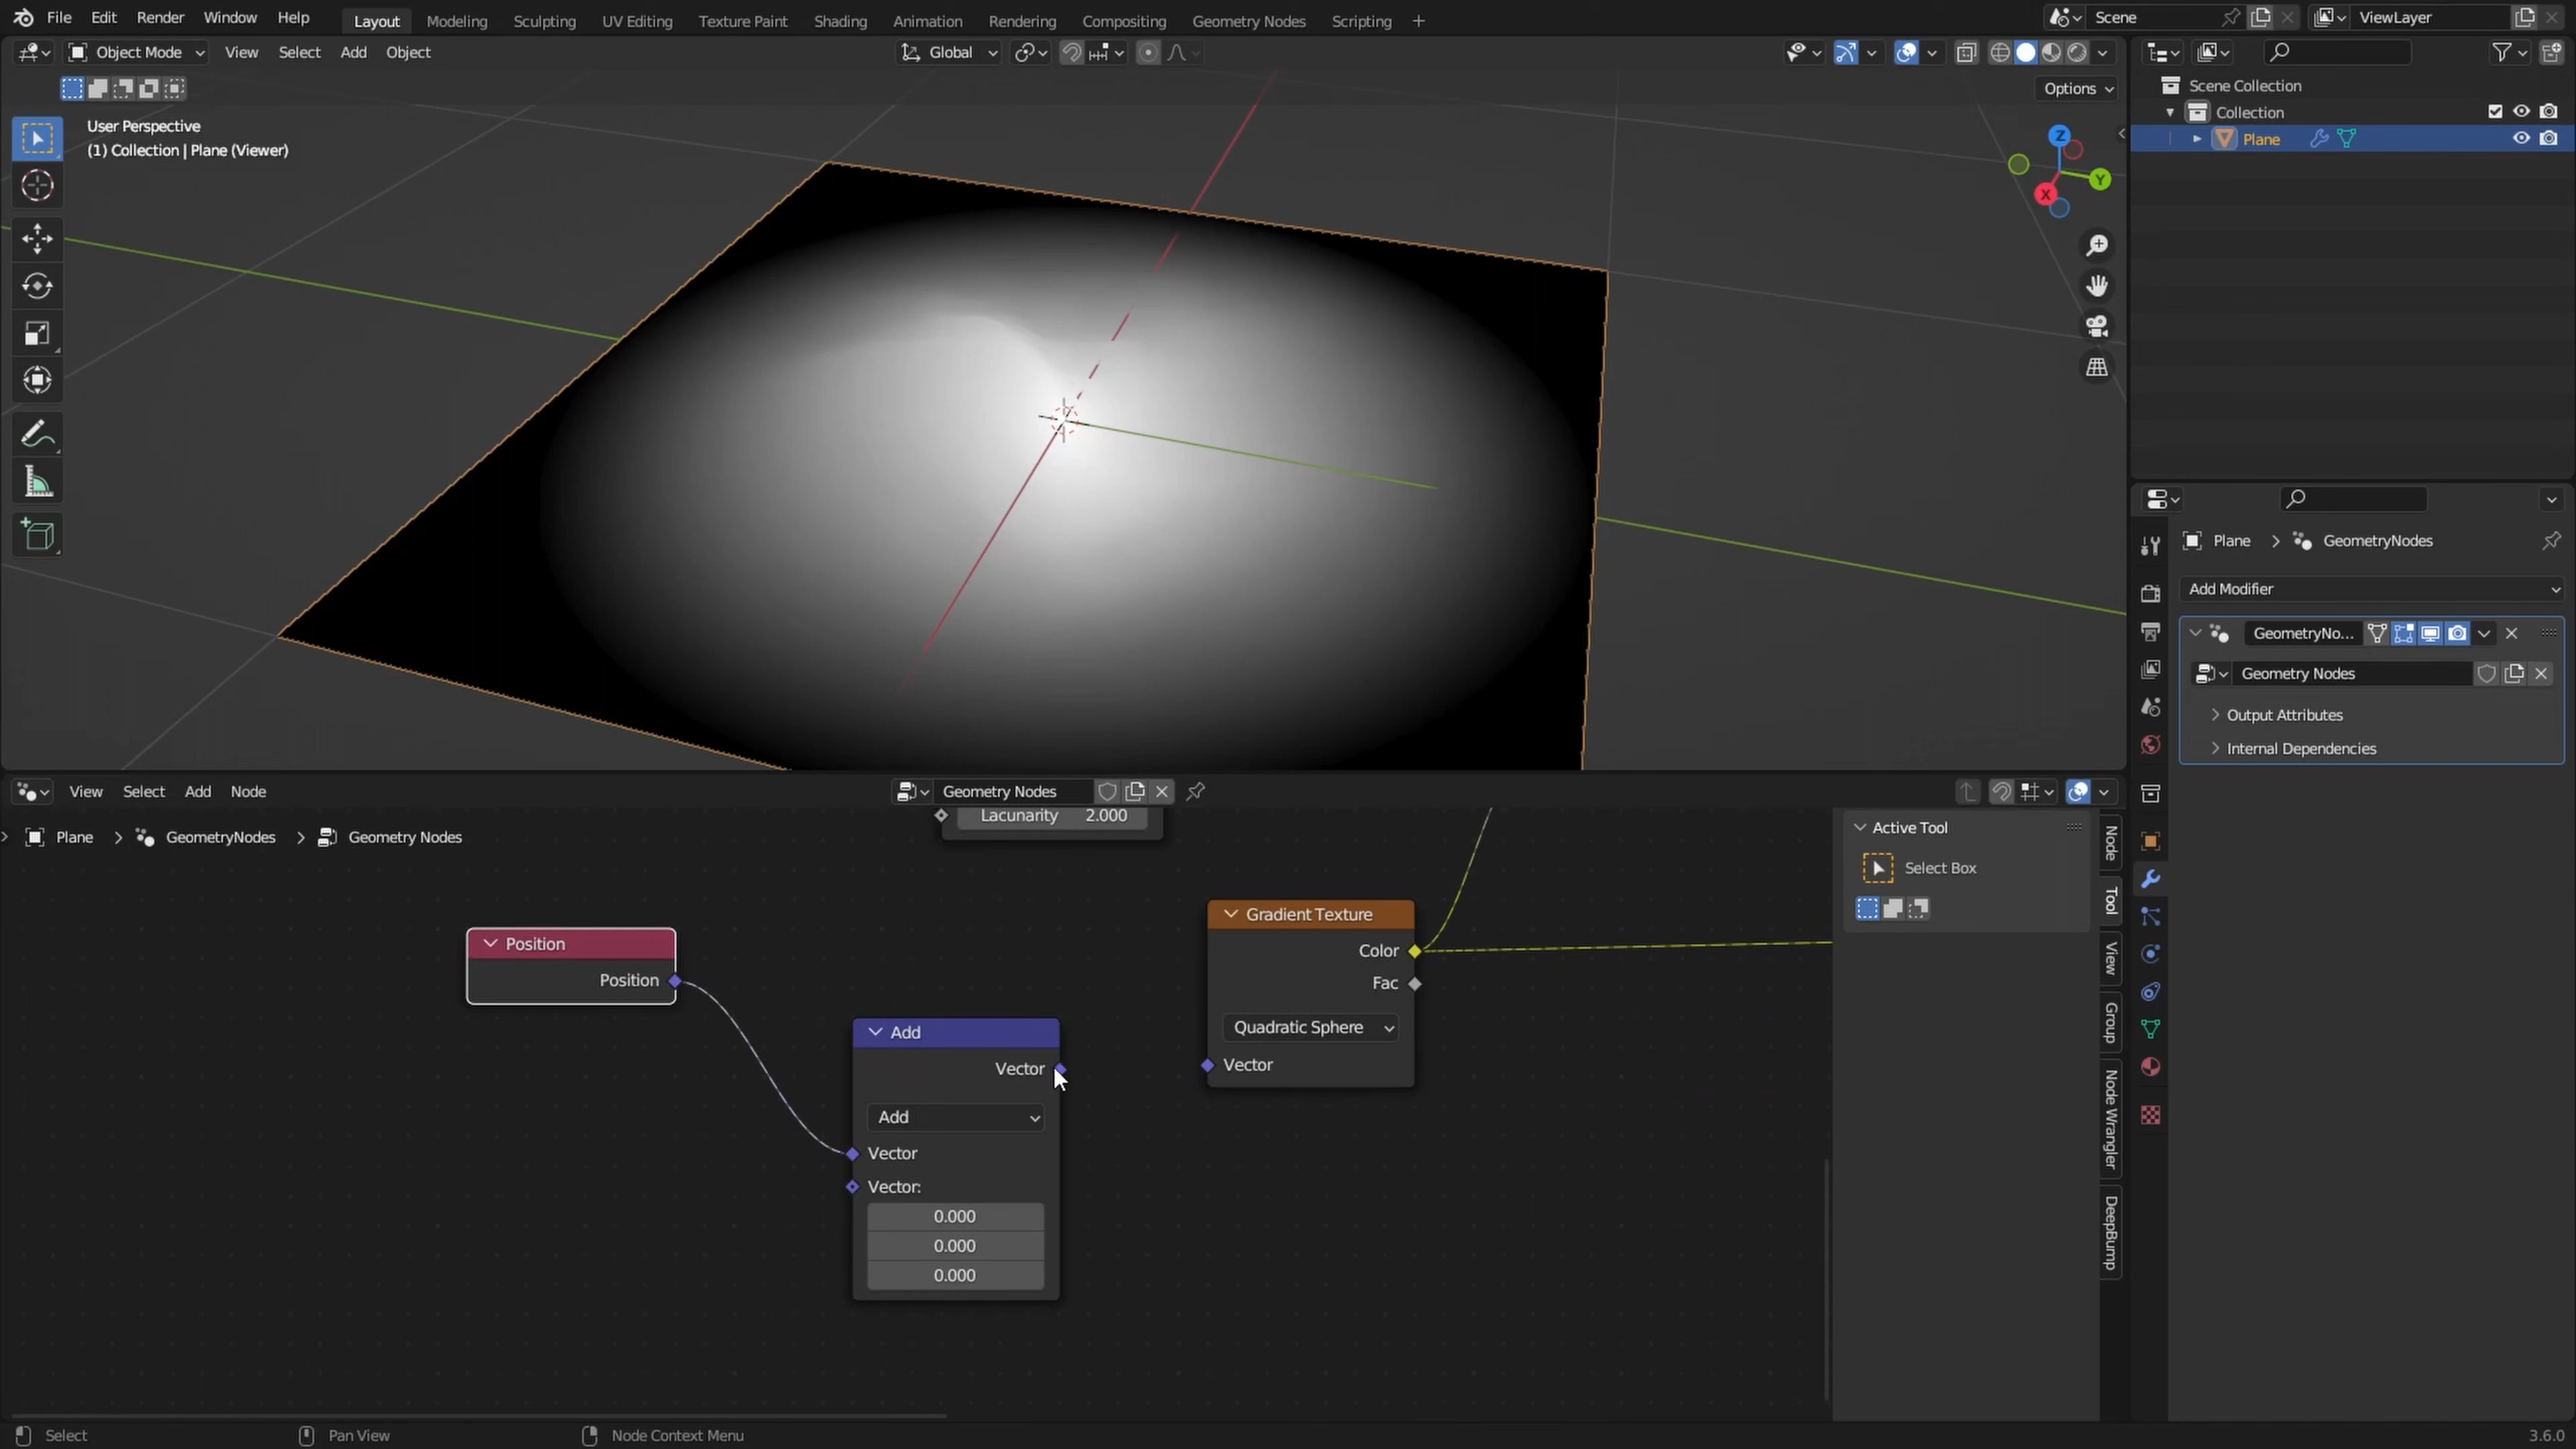 File Edit Render Window Help Layout Modeling Sculpting UV Editing Texture Paint Shading Animation Rendering Compositing Geometry Nodes Scripting + Scene ViewLayer
Object Mode View Select Add Object Global
Options
User Perspective
(1) Collection | Plane (Viewer)
Z
Y
X
Scene Collection
Collection
Plane
Plane > GeometryNodes
Add Modifier
GeometryNo...
Geometry Nodes
Output Attributes
Internal Dependencies
View Select Add Node Geometry Nodes
Plane > GeometryNodes > Geometry Nodes
Lacunarity 2.000
Position
Position
Add
Vector
Add
Vector
Vector:
0.000
0.000
0.000
Gradient Texture
Color
Fac
Quadratic Sphere
Vector
Active Tool
Select Box
Node
Tool
View
Group
Node Wrangler
DeepBump
Select Pan View Node Context Menu 3.6.0